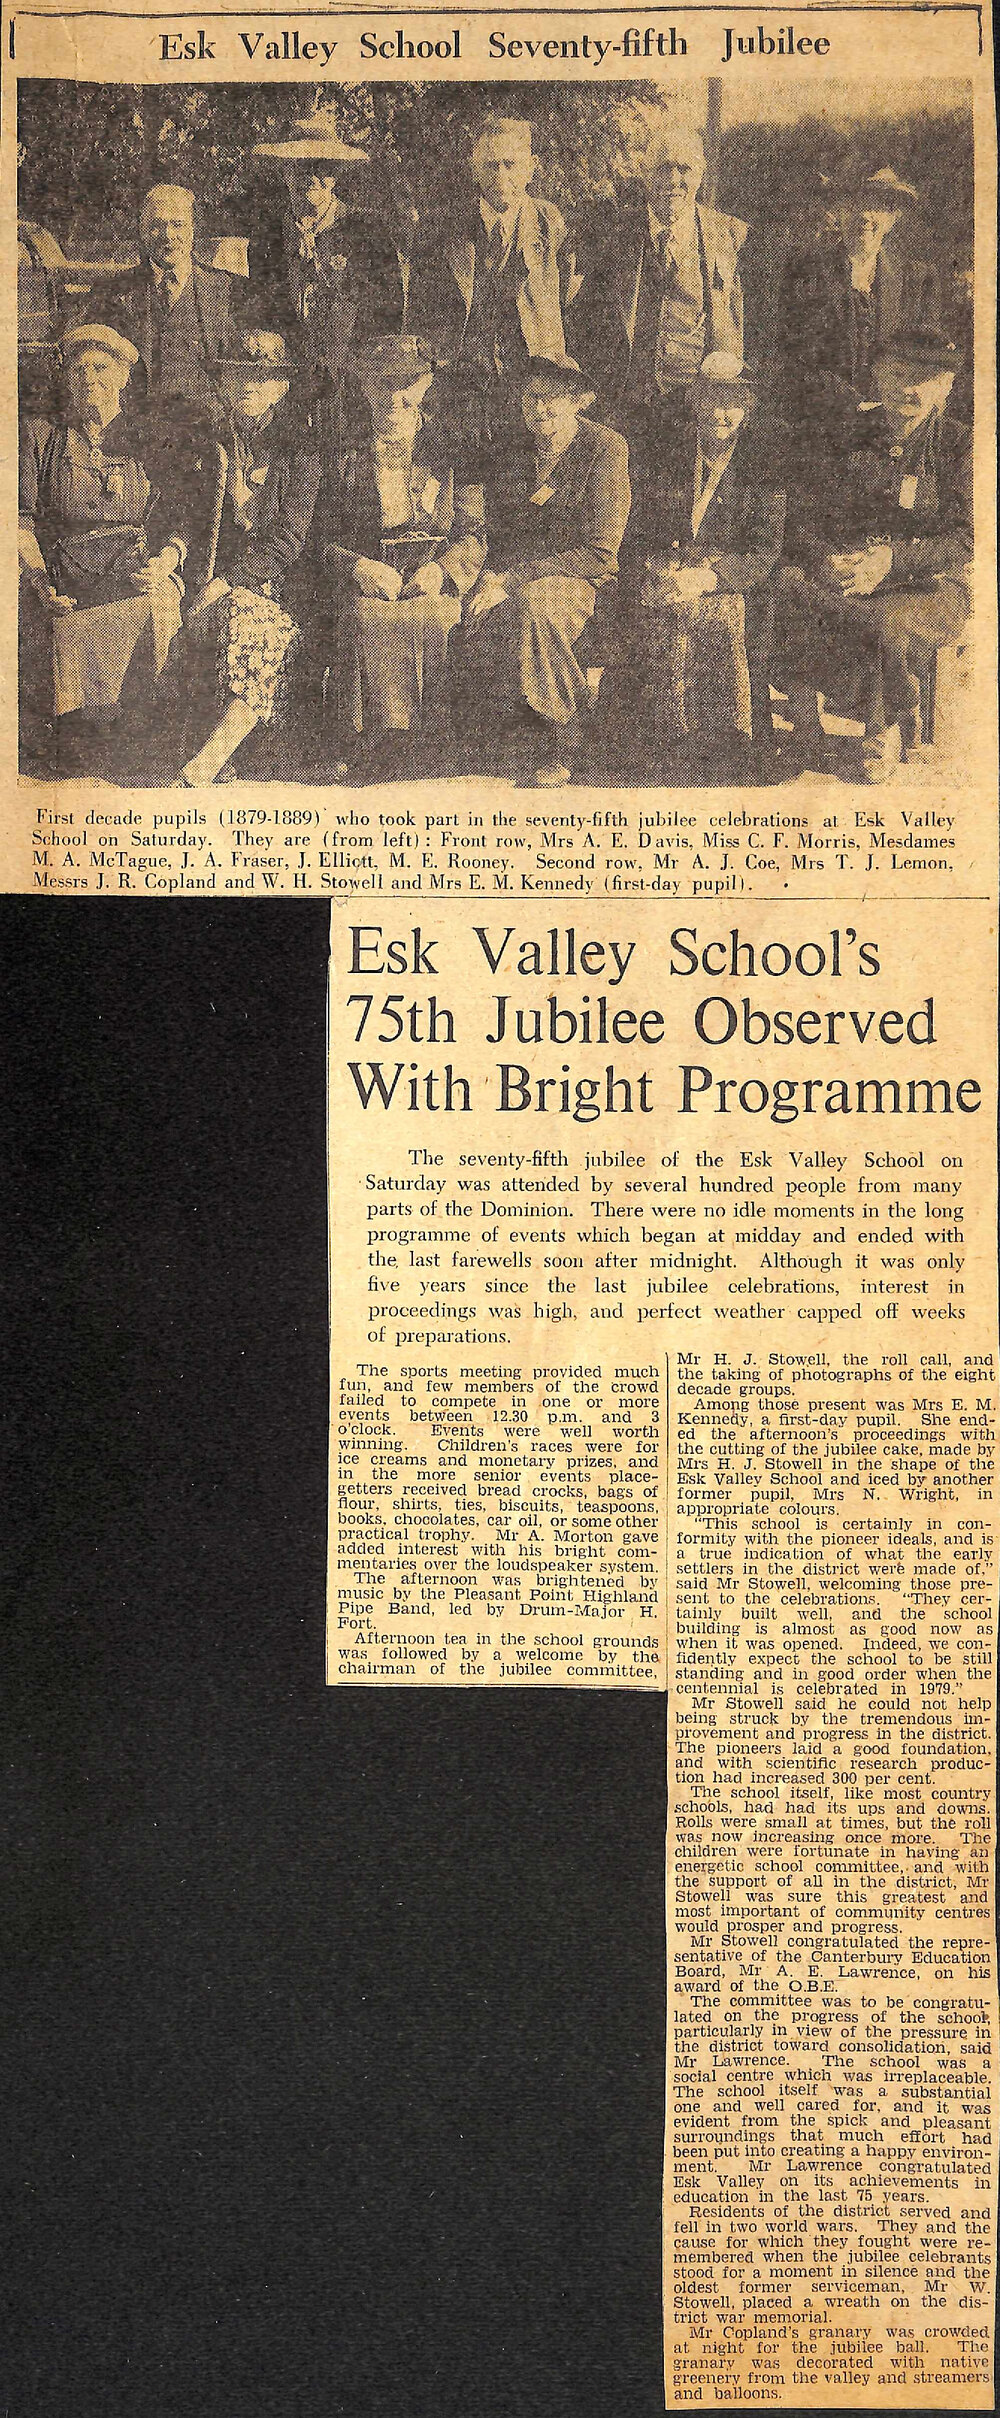 Esk Valley School Seventy-fifth Jubilee
First decade pupils (1879-1889) who took part in the seventy-fifth jubilee celebrations at Esk Valley
School on Saturday. They are (from left): Front row, Mrs A. E. Davis, Miss C. F. Morris, Mesdames
M. A. McTague, J. A. Fraser, J. Elliott, M. E. Rooney. Second row, Mr A. J. Coe, Mrs T. J. Lemon,
Messrs J. R. Copland and W. H. Stowell and Mrs E. M. Kennedy (first-day pupil).
Esk Valley School's
75th Jubilee Observed
With Bright Programme
The seventy-fifth jubilee of the Esk Valley School on
Saturday was attended by several hundred people from many
parts of the Dominion. There were no idle moments in the long
programme of events which began at midday and ended with
the last farewells soon after midnight. Although it was only
five years since the last jubilee celebrations, interest in
proceedings was high, and perfect weather capped off weeks
of preparations.
The sports meeting provided much
fun, and few members of the crowd
failed to compete in one or more
events between 12.30 p.m. and 3
o'clock. Events were well worth
winning. Children's races were for
ice creams and monetary prizes, and
in the more senior events place-
getters received bread crocks, bags of
flour, shirts, ties, biscuits, teaspoons,
books, chocolates, car oil, or some other
practical trophy. Mr A. Morton gave
added interest with his bright com-
mentaries over the loudspeaker system.
The afternoon was brightened by
music by the Pleasant Point Highland
Pipe Band, led by Drum-Major H.
Fort.
Afternoon tea in the school grounds
was followed by a welcome by the
chairman of the jubilee committee,
Mr H. J. Stowell, the roll call, and
the taking of photographs of the eight
decade groups.
Among those present was Mrs E. M.
Kennedy, a first-day pupil. She end-
ed the afternoon's proceedings with
the cutting of the jubilee cake, made by
Mrs H. J. Stowell in the shape of the
Esk Valley School and iced by another
former pupil, Mrs N. Wright, in
appropriate colours.
"This school is certainly in con-
formity with the pioneer ideals, and is
a true indication of what the early
settlers in the district were made of,"
said Mr Stowell, welcoming those pre-
sent to the celebrations. "They cer-
tainly built well, and the school
building is almost as good now as
when it was opened. Indeed, we con-
fidently expect the school to be still
standing and in good order when the
centennial is celebrated in 1979."
Mr Stowell said he could not help
being struck by the tremendous im-
provement and progress in the district.
The pioneers laid a good foundation,
and with scientific research produc-
tion had increased 300 per cent.
The school itself, like most country
schools, had had its ups and downs.
Rolls were small at times, but the roll
was now increasing once more. The
children were fortunate in having an
energetic school committee, and with
the support of all in the district, Mr
Stowell was sure this greatest and
most important of community centres
would prosper and progress.
Mr Stowell congratulated the repre-
sentative of the Canterbury Education
Board, Mr A. E. Lawrence, on his
award of the O.B.E.
The committee was to be congratu-
lated on the progress of the school,
particularly in view of the pressure in
the district toward consolidation, said
Mr Lawrence. The school was a
social centre which was irreplaceable.
The school itself was a substantial
one and well cared for, and it was
evident from the spick and pleasant
surroundings that much effort had
been put into creating a happy environ-
ment. Mr Lawrence congratulated
Esk Valley on its achievements in
education in the last 75 years.
Residents of the district served and
fell in two world wars. They and the
cause for which they fought were re-
membered when the jubilee celebrants
stood for a moment in silence and the
oldest former serviceman, Mr W.
Stowell, placed a wreath on the dis-
trict war memorial.
Mr Copland's granary was crowded
at night for the jubilee ball. The
granary was decorated with native
greenery from the valley and streamers
and balloons.